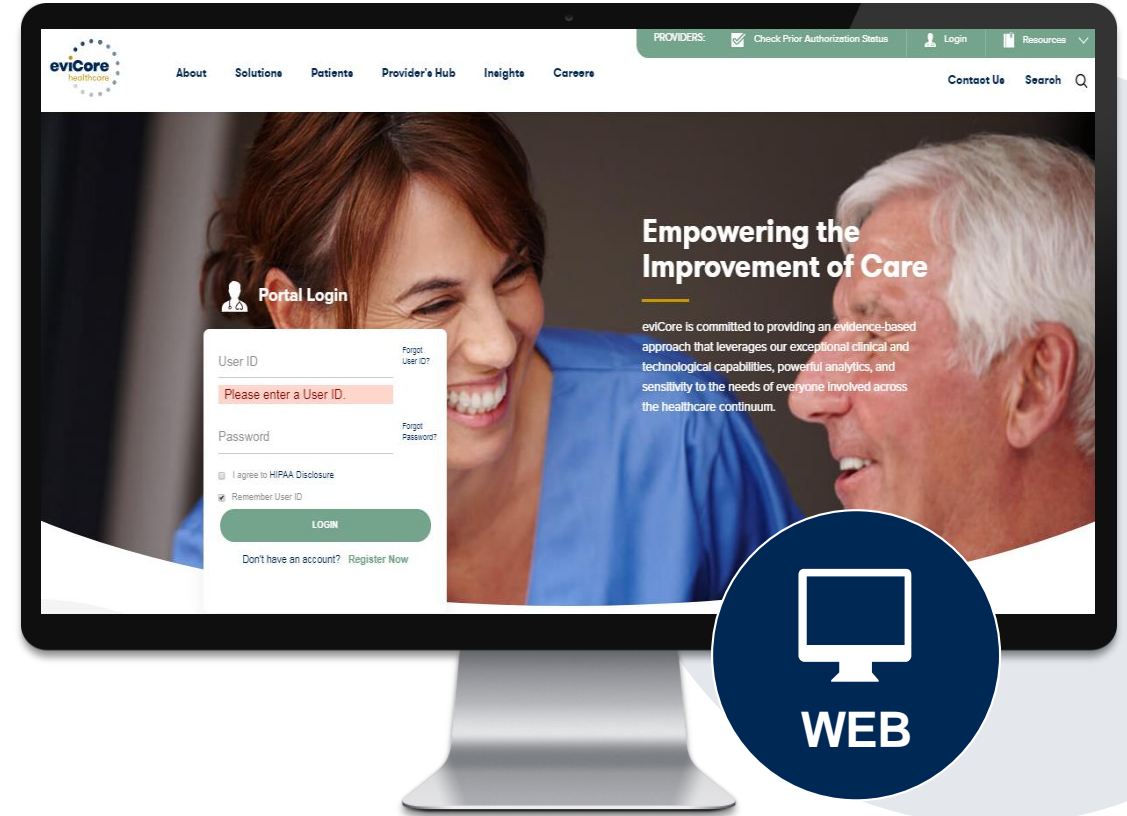 PROVIDERS: Check Prior Authorization Status Login Resources
eviCore
healthcare
About Solutions Patients Provider's Hub Insights Careers
Contact Us Search
Empowering the
Improvement of Care
eviCore is committed to providing an evidence-based
approach that leverages our exceptional clinical and
technological capabilities, powerful analytics, and
sensitivity to the needs of everyone involved across
the healthcare continuum.
Portal Login
User ID
Forgot
User ID?
Please enter a User ID.
Password
Forgot
Password?
I agree to HIPAA Disclosure
Remember User ID
LOGIN
Don't have an account? Register Now
WEB